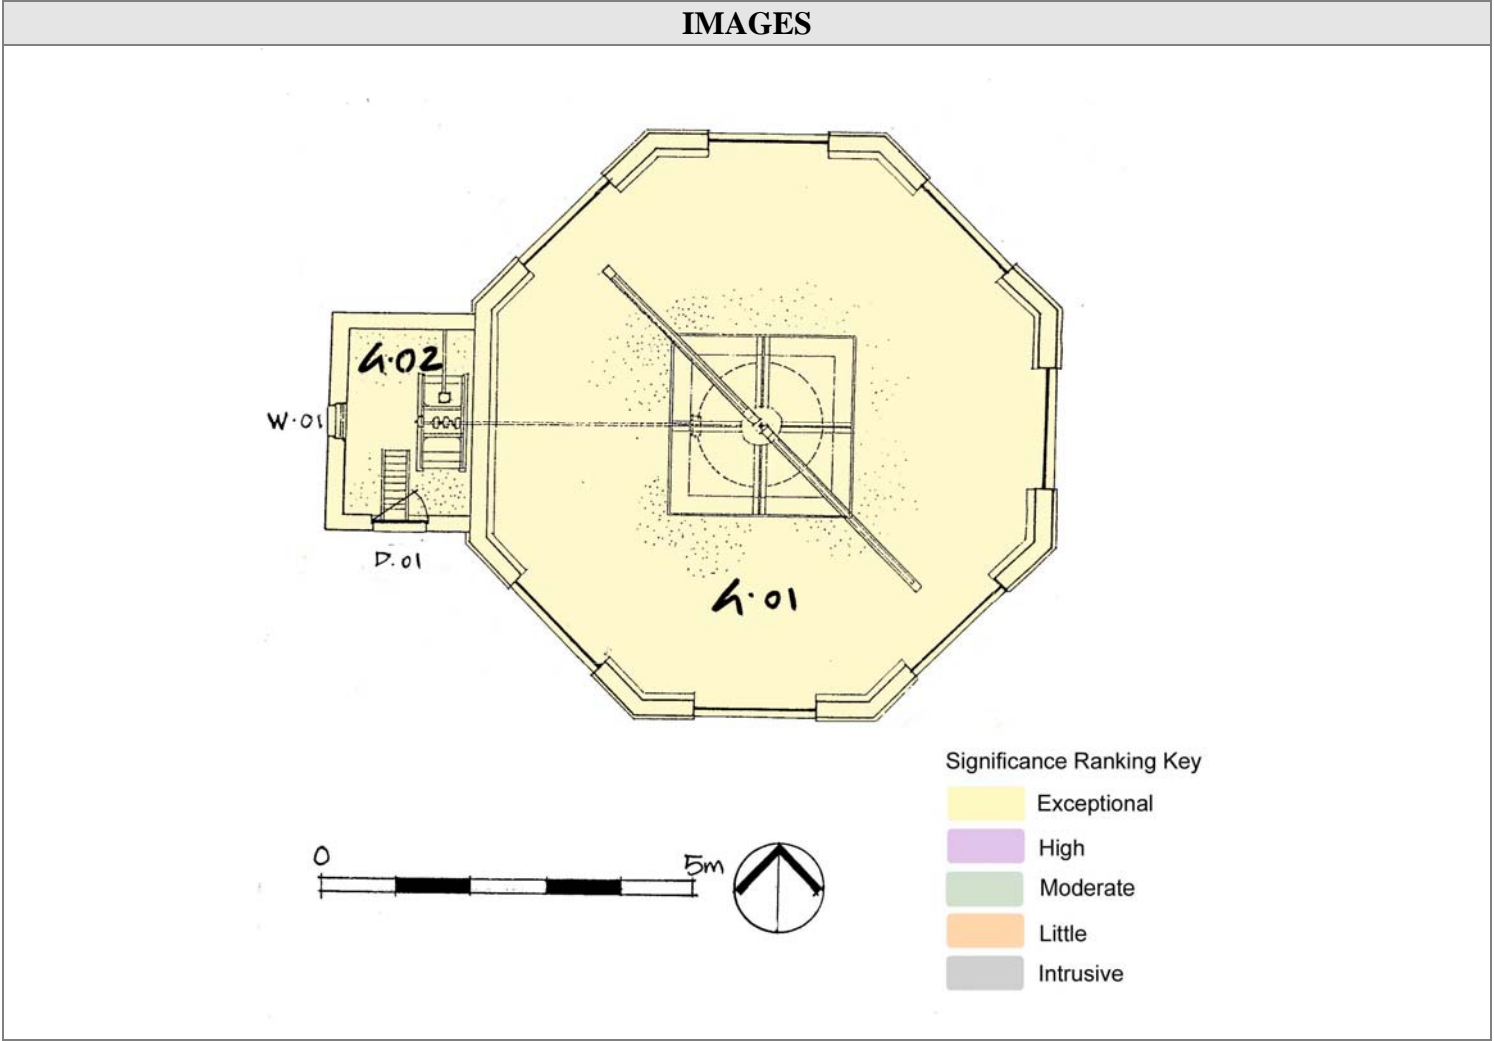 IMAGES
G.02
W.01
D.01
G.01
Significance Ranking Key
Exceptional
High
Moderate
Little
Intrusive
0 5m